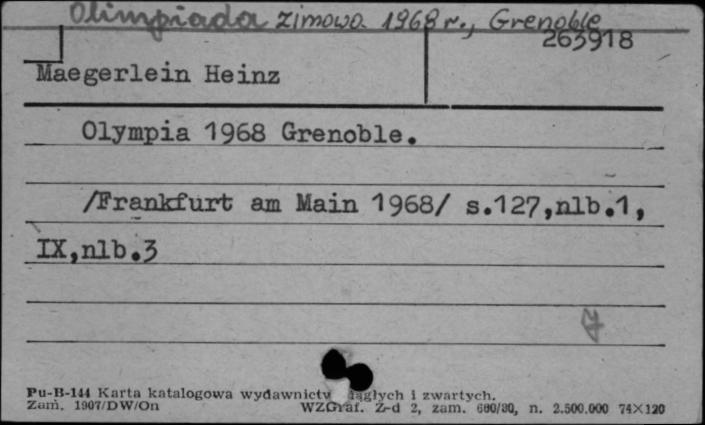 Olimpiada zimowa 1968 r., Grenoble
263918
Maegerlein Heinz
Olympia 1968 Grenoble.
/Frankfurt am Main 1968/ s.127,nlb.1,
IX,nlb.3
Pu-B-144 Karta katalogowa wydawnictw i zwartych.
Zam. 1907/DW/On WZGraf. Z-d 2, zam. 600/80, n. 2.500.000 74×120